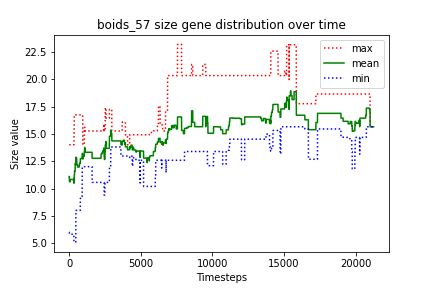 boids_57 size gene distribution over time
max
mean
min
22.5
20.0
17.5
15.0
12.5
10.0
7.5
5.0
Size value
0
5000
10000
15000
20000
Timesteps